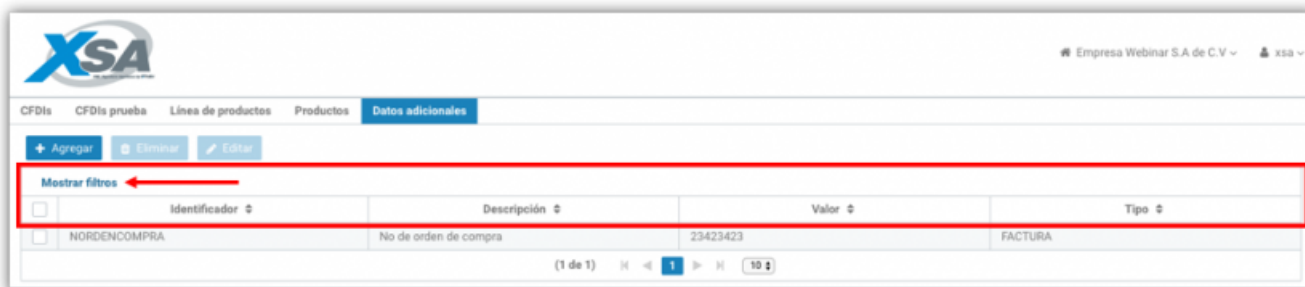 XSA
Empresa Webinar S.A de C.V xsa
CFDIs CFDIs prueba Línea de productos Productos Datos adicionales
Agregar Eliminar Editar
Mostrar filtros
Identificador Descripción Valor Tipo
NORDENCOMPRA No de orden de compra 23423423 FACTURA
(1 de 1) 1 10